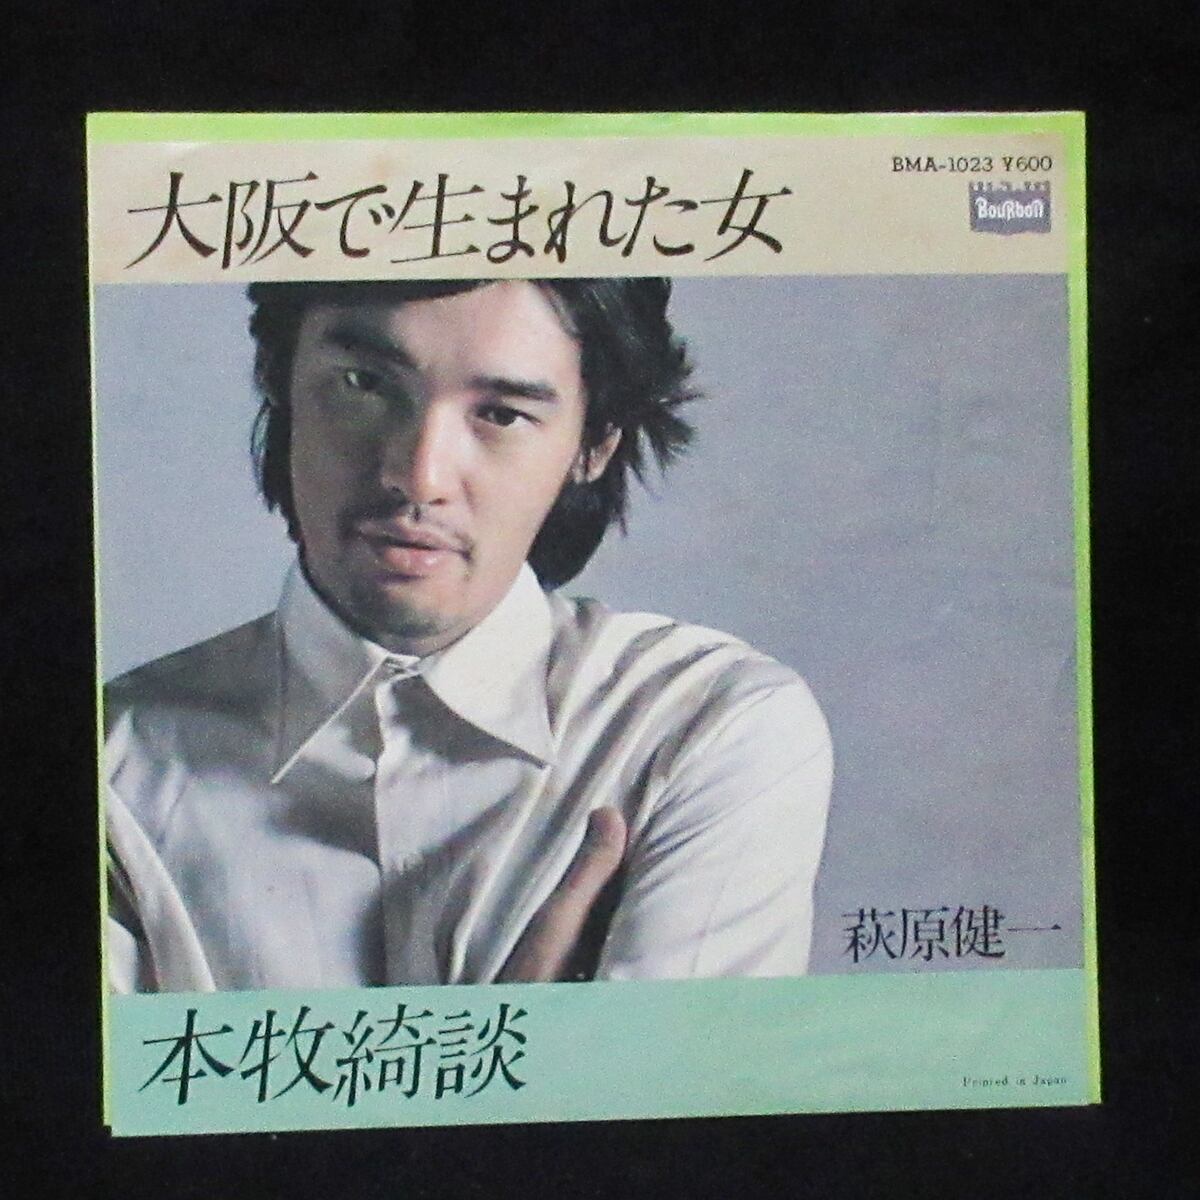 BMA-1023 ¥600
BouRbon
大阪で生まれた女
萩原健一
本牧綺談
Printed in Japan